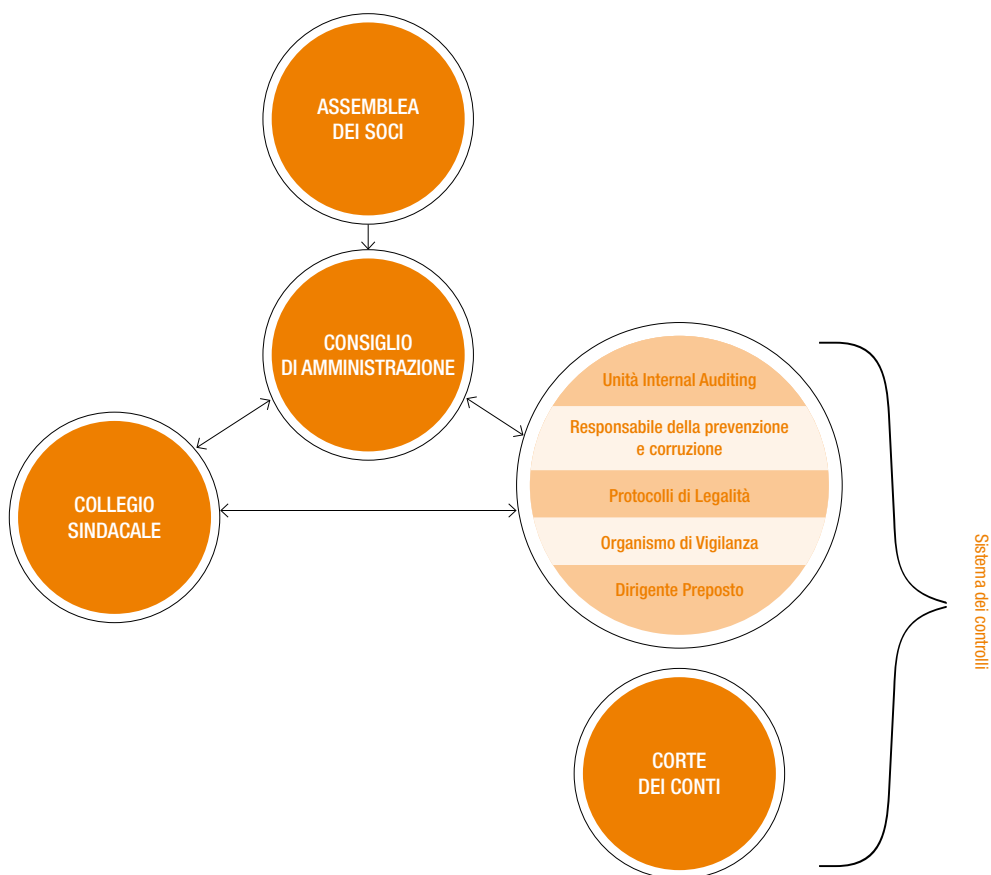 ASSEMBLEA
DEI SOCI
CONSIGLIO
DI AMMINISTRAZIONE
Unità Internal Auditing
Responsabile della prevenzione
e corruzione
Protocolli di Legalità
Organismo di Vigilanza
Dirigente Preposto
COLLEGIO
SINDACALE
Sistema dei controlli
CORTE
DEI CONTI